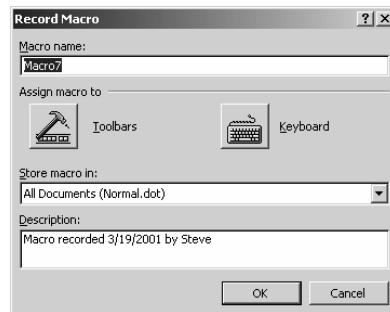 Record Macro
Macro name:
Macro7
Assign macro to
Toolbars
Keyboard
Store macro in:
All Documents (Normal.dot)
Description:
Macro recorded 3/19/2001 by Steve
OK
Cancel